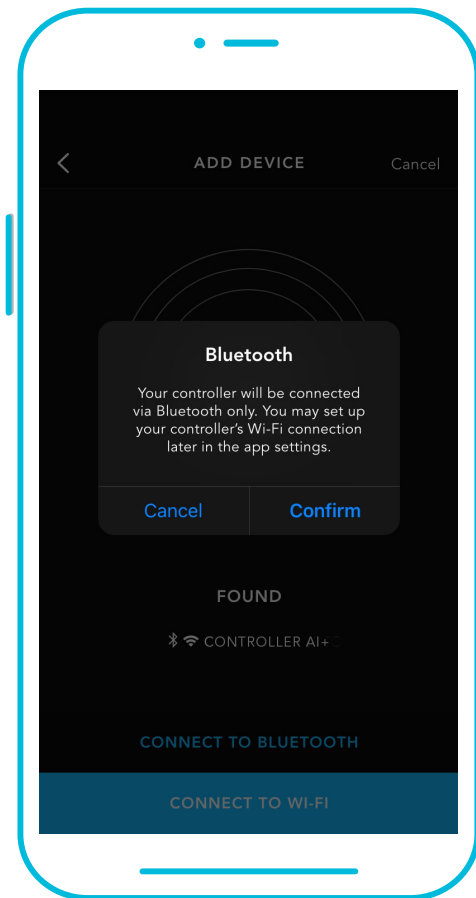 ADD DEVICE
Cancel
Bluetooth
Your controller will be connected
via Bluetooth only. You may set up
your controller's Wi-Fi connection
later in the app settings.
Cancel
Confirm
FOUND
CONTROLLER AI+
CONNECT TO BLUETOOTH
CONNECT TO WI-FI